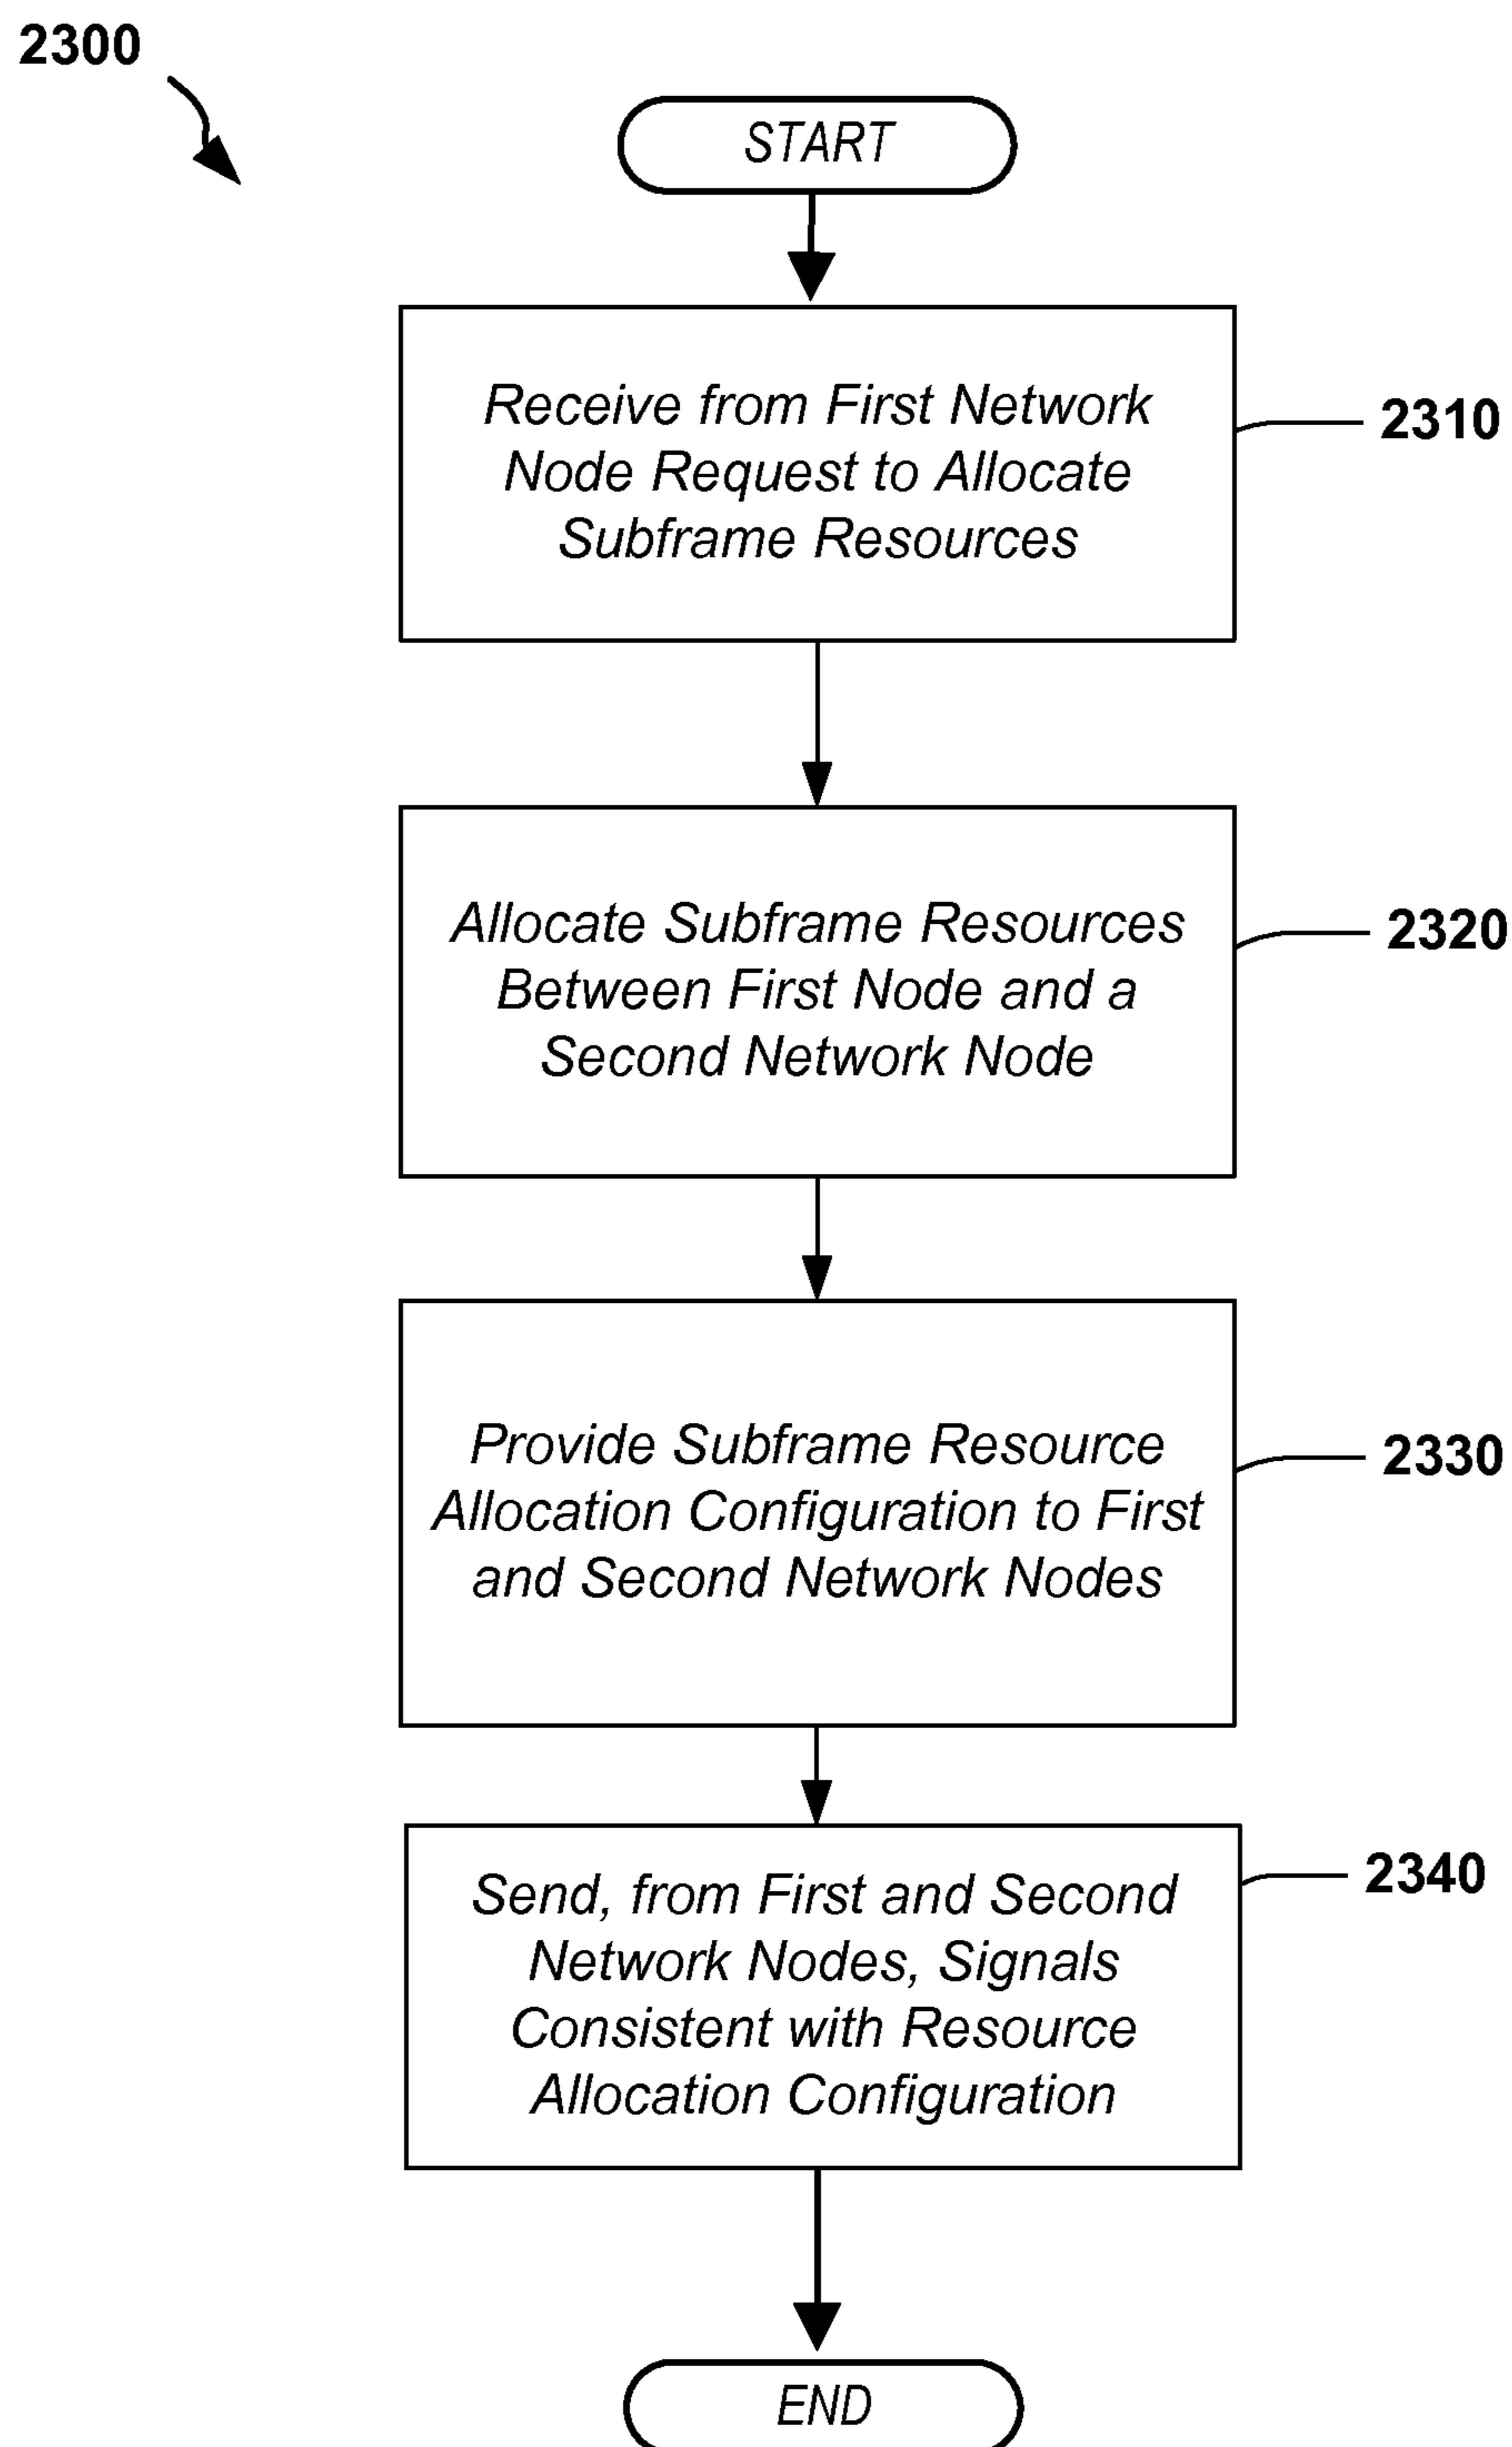 2300
START
Receive from First Network
Node Request to Allocate
Subframe Resources
2310
Allocate Subframe Resources
Between First Node and a
Second Network Node
2320
Provide Subframe Resource
Allocation Configuration to First
and Second Network Nodes
2330
Send, from First and Second
Network Nodes, Signals
Consistent with Resource
Allocation Configuration
2340
END